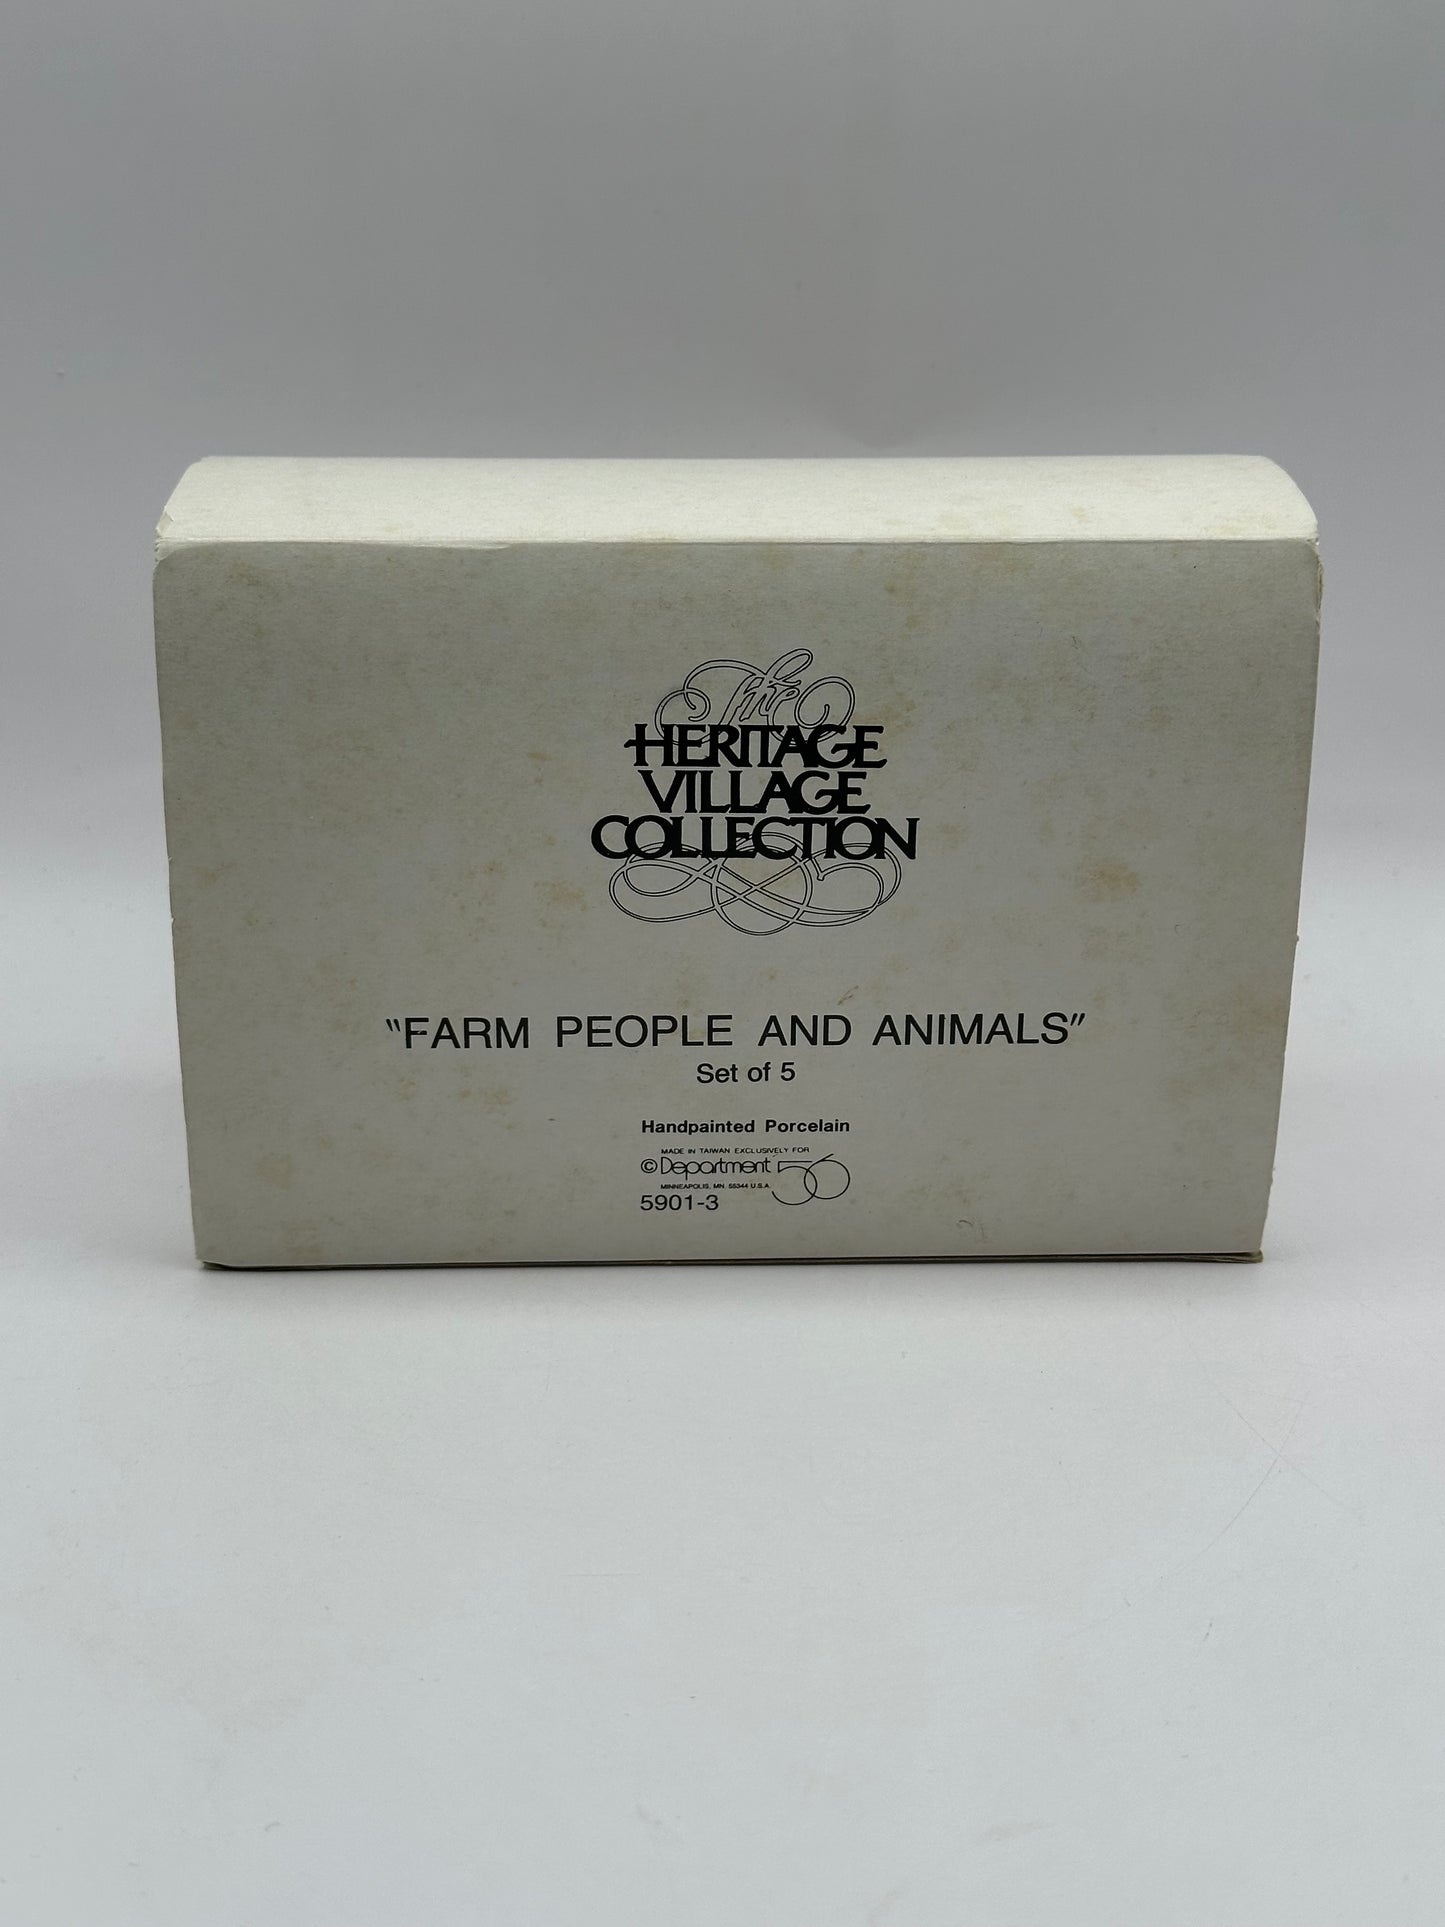 The
HERITAGE
VILLAGE
COLLECTION
"FARM PEOPLE AND ANIMALS"
Set of 5
Handpainted Porcelain
MADE IN TAIWAN EXCLUSIVELY FOR
©Department 56
MINNEAPOLIS, MN. 55344 U.S.A.
5901-3